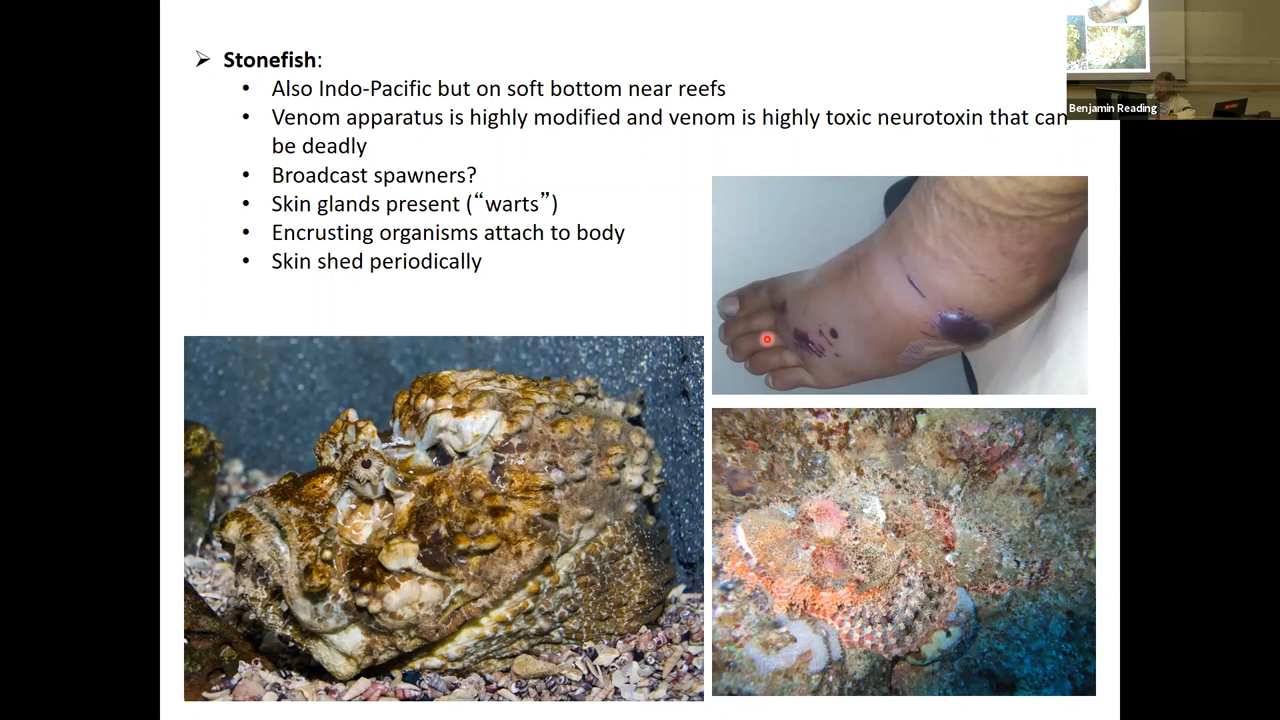 Stonefish:
Also Indo-Pacific but on soft bottom near reefs
Venom apparatus is highly modified and venom is highly toxic neurotoxin that can
be deadly
Broadcast spawners?
Skin glands present (“warts”)
Encrusting organisms attach to body
Skin shed periodically
Benjamin Reading